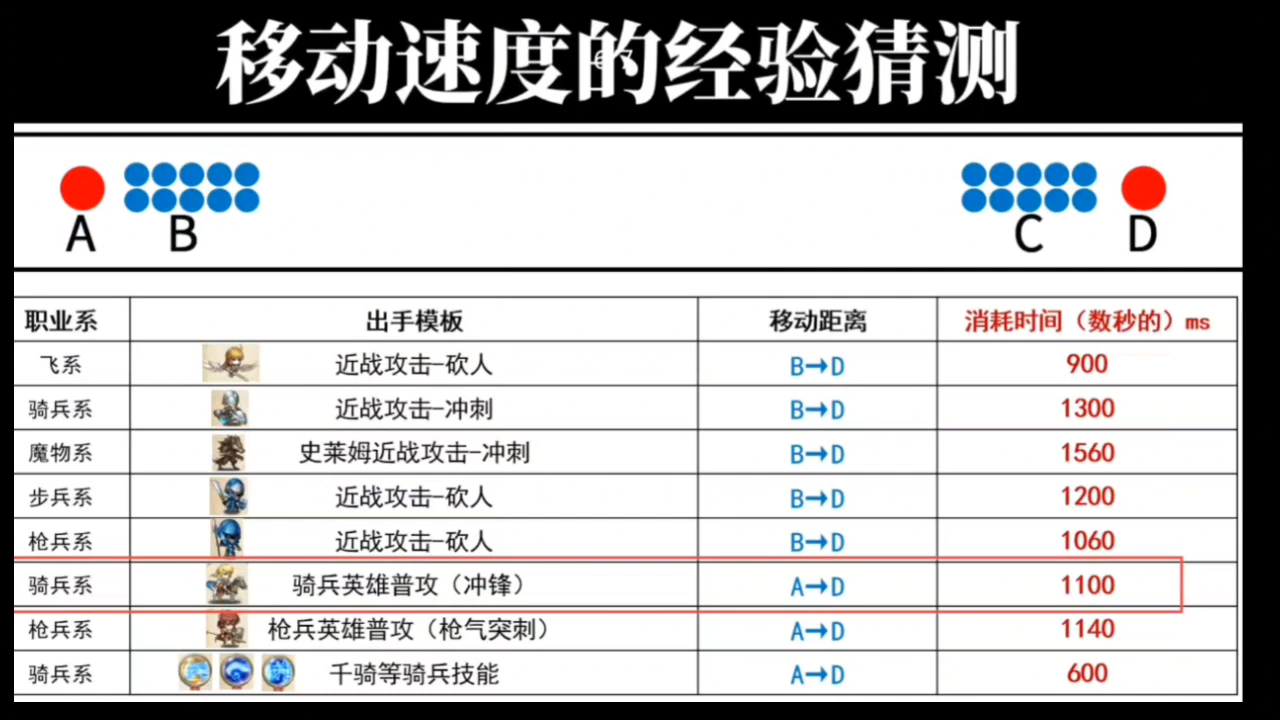 移动速度的经验猜测
A B C D
职业系 出手模板 移动距离 消耗时间（数秒的）ms
飞系 近战攻击-砍人 B→D 900
骑兵系 近战攻击-冲刺 B→D 1300
魔物系 史莱姆近战攻击-冲刺 B→D 1560
步兵系 近战攻击-砍人 B→D 1200
枪兵系 近战攻击-砍人 B→D 1060
骑兵系 骑兵英雄普攻（冲锋） A→D 1100
枪兵系 枪兵英雄普攻（枪气突刺） A→D 1140
骑兵系 千骑等骑兵技能 A→D 600